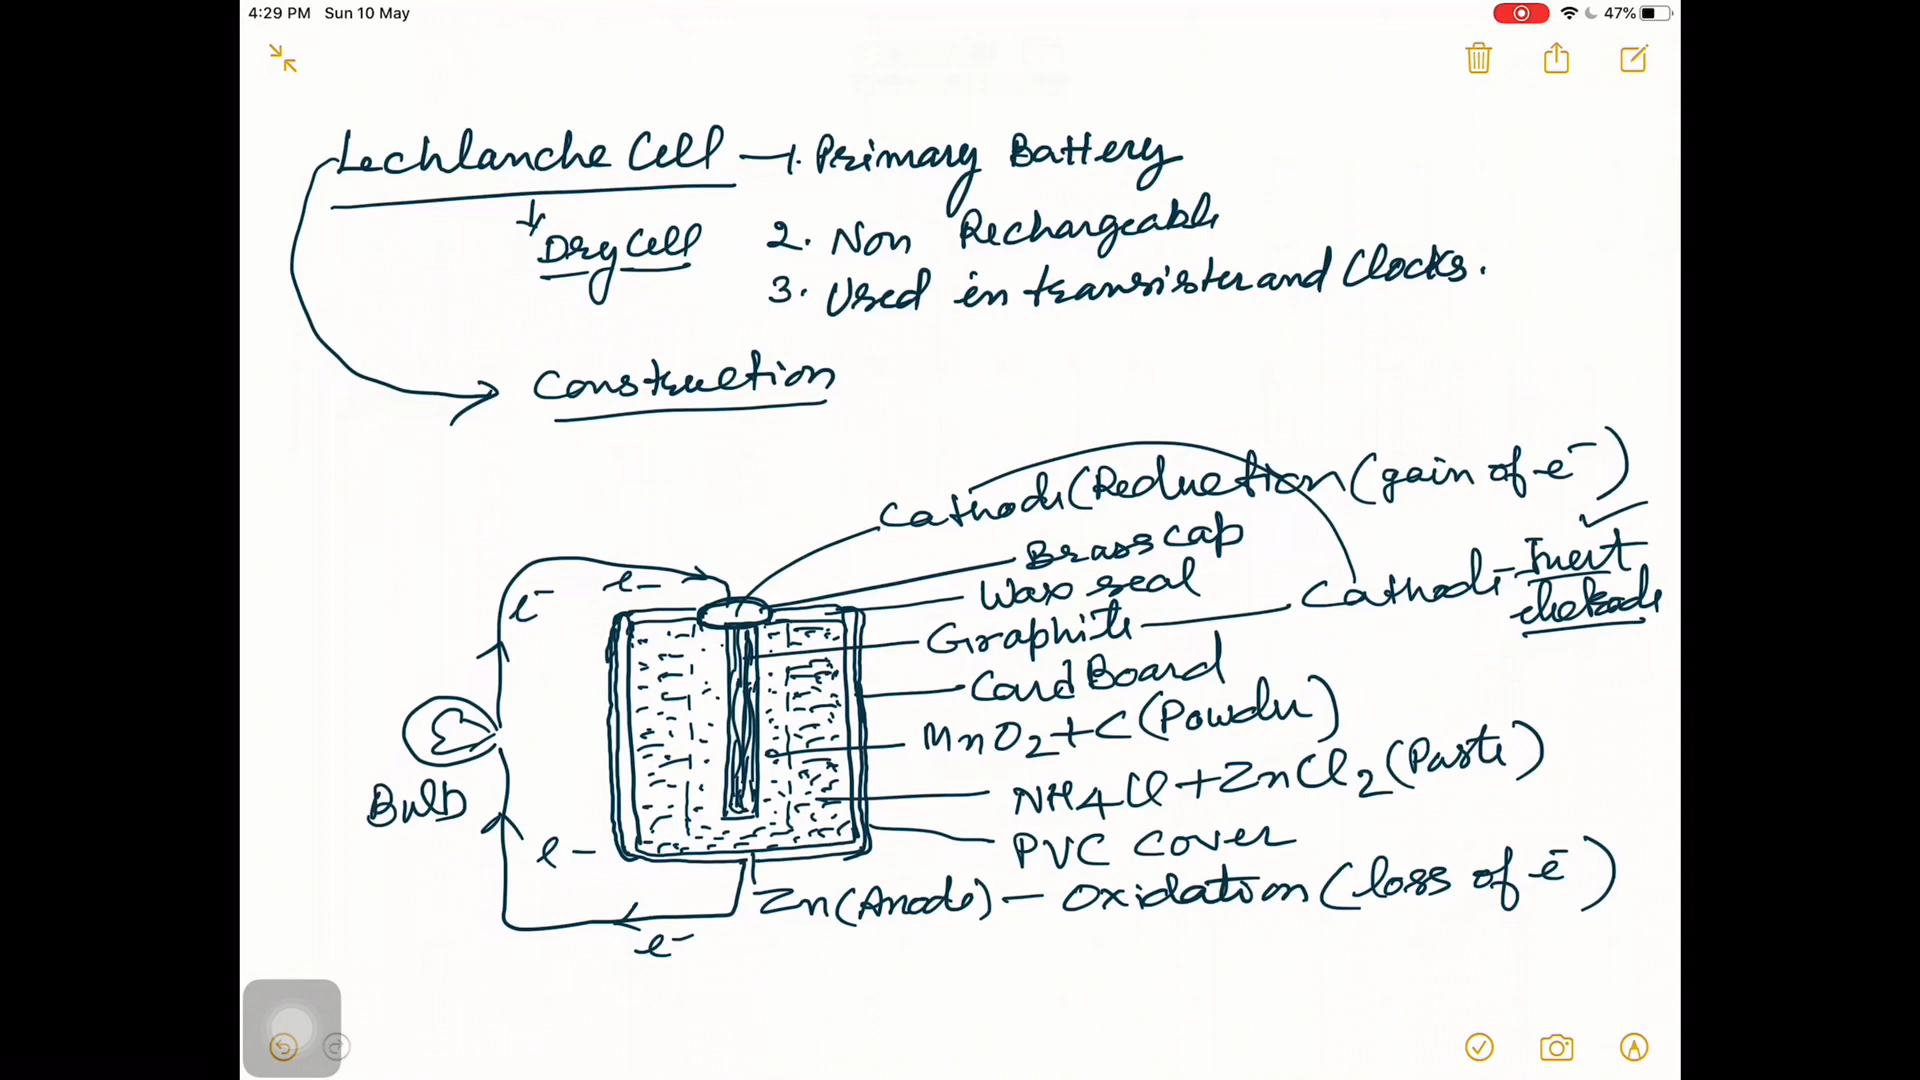 4:29 PM Sun 10 May
47%
Lechlanche Cell → 1. Primary Battery
Dry Cell
2. Non Rechargeable
3. Used in transister and Clocks.
Construction
Cathode (Reduction (gain of e-)
Brass cap
Wax seal
Graphite
Cathode - Inert
electrode
Card Board
MnO2 + C (Powder)
NH4Cl + ZnCl2 (Paste)
PVC cover
Zn (Anode) - Oxidation (loss of e-)
e-
e-
Bulb
e-
e-